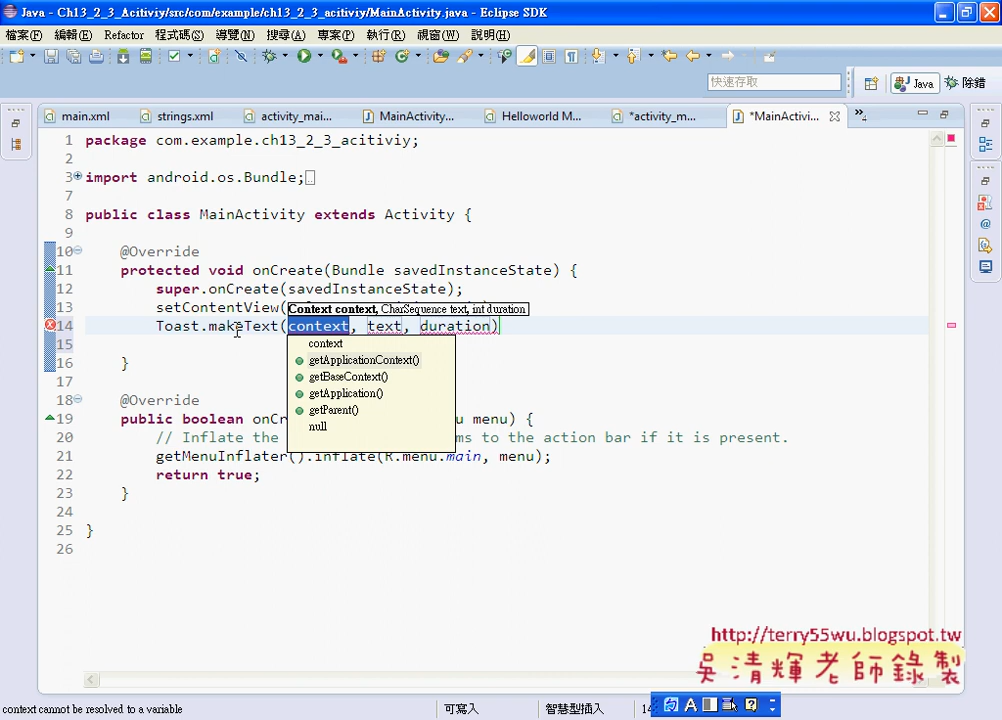 Java - Ch13_2_3_Acitiviy/src/com/example/ch13_2_3_acitiviy/MainActivity.java - Eclipse SDK
檔案(F) 編輯(E) Refactor 程式碼(S) 導覽(N) 搜尋(A) 專案(P) 執行(R) 視窗(W) 說明(H)
快速存取
Java
除錯
main.xml strings.xml activity_mai... MainActivity... Helloworld M... *activity_m... *MainActivi...
1 package com.example.ch13_2_3_acitiviy;
2
3 import android.os.Bundle;
7
8 public class MainActivity extends Activity {
9
10 @Override
11 protected void onCreate(Bundle savedInstanceState) {
12 super.onCreate(savedInstanceState);
Context context, CharSequence text, int duration
13 setContentView(
14 Toast.makeText(context, text, duration)
15
context
getApplicationContext()
getBaseContext()
getApplication()
getParent()
null
16 }
17
18 @Override
19 public boolean onCr u menu) {
20 // Inflate the ms to the action bar if it is present.
21 getMenuInflater().inflate(R.menu.main, menu);
22 return true;
23 }
24
25 }
26
http://terry55wu.blogspot.tw
吳清輝老師錄製
context cannot be resolved to a variable
可寫入
智慧型插入
14